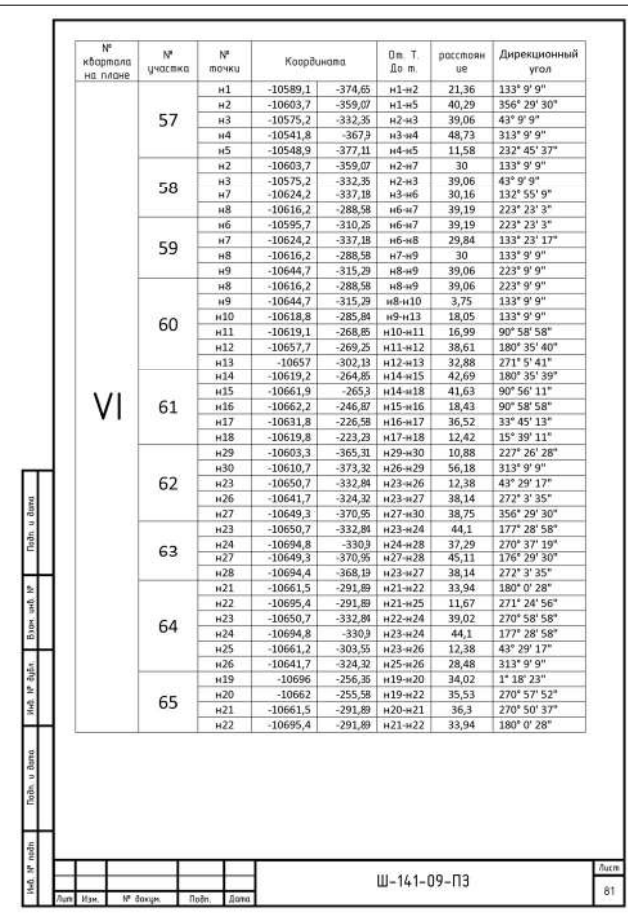 № квартала на плане № участка № точки Координата От. Т. До т. расстоян ие Дирекционный угол
VI
57
н1 -10589,1 -374,65 н1-н2 21,36 133° 9' 9"
н2 -10603,7 -359,07 н1-н5 40,29 356° 29' 30"
н3 -10575,2 -332,35 н2-н3 39,06 43° 9' 9"
н4 -10541,8 -367,9 н3-н4 48,73 313° 9' 9"
н5 -10548,9 -377,11 н4-н5 11,58 232° 45' 37"
58
н2 -10603,7 -359,07 н2-н7 30 133° 9' 9"
н3 -10575,2 -332,35 н2-н3 39,06 43° 9' 9"
н7 -10624,2 -337,18 н3-н6 30,16 132° 55' 9"
н8 -10616,2 -288,58 н6-н7 39,19 223° 23' 3"
59
н6 -10595,7 -310,25 н6-н7 39,19 223° 23' 3"
н7 -10624,2 -337,18 н6-н8 29,84 133° 23' 17"
н8 -10616,2 -288,58 н7-н9 30 133° 9' 9"
н9 -10644,7 -315,29 н8-н9 39,06 223° 9' 9"
60
н8 -10616,2 -288,58 н8-н9 39,06 223° 9' 9"
н9 -10644,7 -315,29 н8-н10 3,75 133° 9' 9"
н10 -10618,8 -285,84 н9-н13 18,05 133° 9' 9"
н11 -10619,1 -268,85 н10-н11 16,99 90° 58' 58"
н12 -10657,7 -269,25 н11-н12 38,61 180° 35' 40"
н13 -10657 -302,13 н12-н13 32,88 271° 5' 41"
61
н14 -10619,2 -264,85 н14-н15 42,69 180° 35' 39"
н15 -10661,9 -265,3 н14-н18 41,63 90° 56' 11"
н16 -10662,2 -246,87 н15-н16 18,43 90° 58' 58"
н17 -10631,8 -226,58 н16-н17 36,52 33° 45' 13"
н18 -10619,8 -223,23 н17-н18 12,42 15° 39' 11"
62
н29 -10603,3 -365,31 н29-н30 10,88 227° 26' 28"
н30 -10610,7 -373,32 н26-н29 56,18 313° 9' 9"
н23 -10650,7 -332,84 н23-н26 12,38 43° 29' 17"
н26 -10641,7 -324,32 н23-н27 38,14 272° 3' 35"
н27 -10649,3 -370,95 н27-н30 38,75 356° 29' 30"
63
н23 -10650,7 -332,84 н23-н24 44,1 177° 28' 58"
н24 -10694,8 -330,9 н24-н28 37,29 270° 37' 19"
н27 -10649,3 -370,95 н27-н28 45,11 176° 29' 30"
н28 -10694,4 -368,19 н23-н27 38,14 272° 3' 35"
64
н21 -10661,5 -291,89 н21-н22 33,94 180° 0' 28"
н22 -10695,4 -291,89 н21-н25 11,67 271° 24' 56"
н23 -10650,7 -332,84 н22-н24 39,02 270° 58' 58"
н24 -10694,8 -330,9 н23-н24 44,1 177° 28' 58"
н25 -10661,2 -303,55 н23-н26 12,38 43° 29' 17"
н26 -10641,7 -324,32 н25-н26 28,48 313° 9' 9"
65
н19 -10696 -256,36 н19-н20 34,02 1° 18' 23"
н20 -10662 -255,58 н19-н22 35,53 270° 57' 52"
н21 -10661,5 -291,89 н20-н21 36,3 270° 50' 37"
н22 -10695,4 -291,89 н21-н22 33,94 180° 0' 28"
Подп. и дата
Взам. инв. №
Инв. № дубл.
Подп. и дата
Инв. № подп
Лит Изм. № докум. Подп. Дата
Ш-141-09-ПЗ
Лист
81